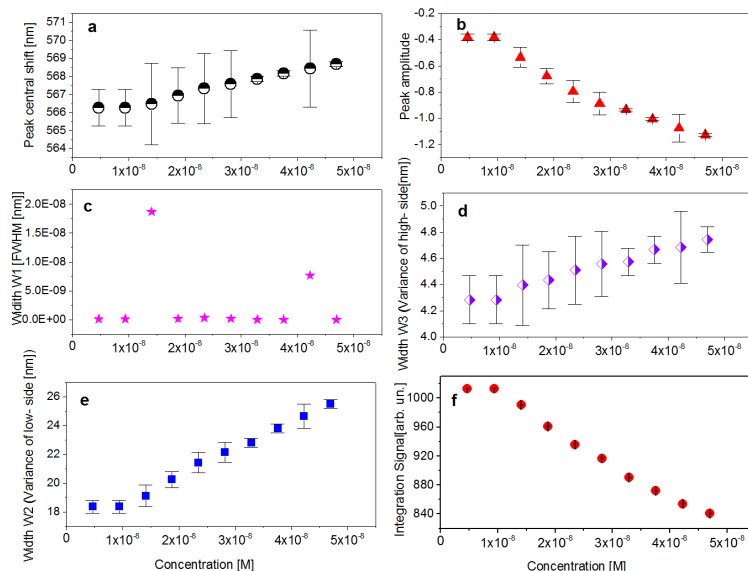 a
571
570
569
568
567
566
565
564
Peak central shift [nm]
0 1x10⁻⁸ 2x10⁻⁸ 3x10⁻⁸ 4x10⁻⁸ 5x10⁻⁸
b
-0.2
-0.4
-0.6
-0.8
-1.0
-1.2
Peak amplitude
0 1x10⁻⁸ 2x10⁻⁸ 3x10⁻⁸ 4x10⁻⁸ 5x10⁻⁸
c
2.0E-08
1.5E-08
1.0E-08
5.0E-09
0.0E+00
Width W1 [FWHM [nm]]
0 1x10⁻⁸ 2x10⁻⁸ 3x10⁻⁸ 4x10⁻⁸ 5x10⁻⁸
d
5.0
4.8
4.6
4.4
4.2
4.0
Width W3 (Variance of high- side[nm])
0 1x10⁻⁸ 2x10⁻⁸ 3x10⁻⁸ 4x10⁻⁸ 5x10⁻⁸
e
26
24
22
20
18
Width W2 (Variance of low- side [nm])
0 1x10⁻⁸ 2x10⁻⁸ 3x10⁻⁸ 4x10⁻⁸ 5x10⁻⁸
Concentration [M]
f
1000
960
920
880
840
Integration Signal[arb. un.]
0 1x10⁻⁸ 2x10⁻⁸ 3x10⁻⁸ 4x10⁻⁸ 5x10⁻⁸
Concentration [M]